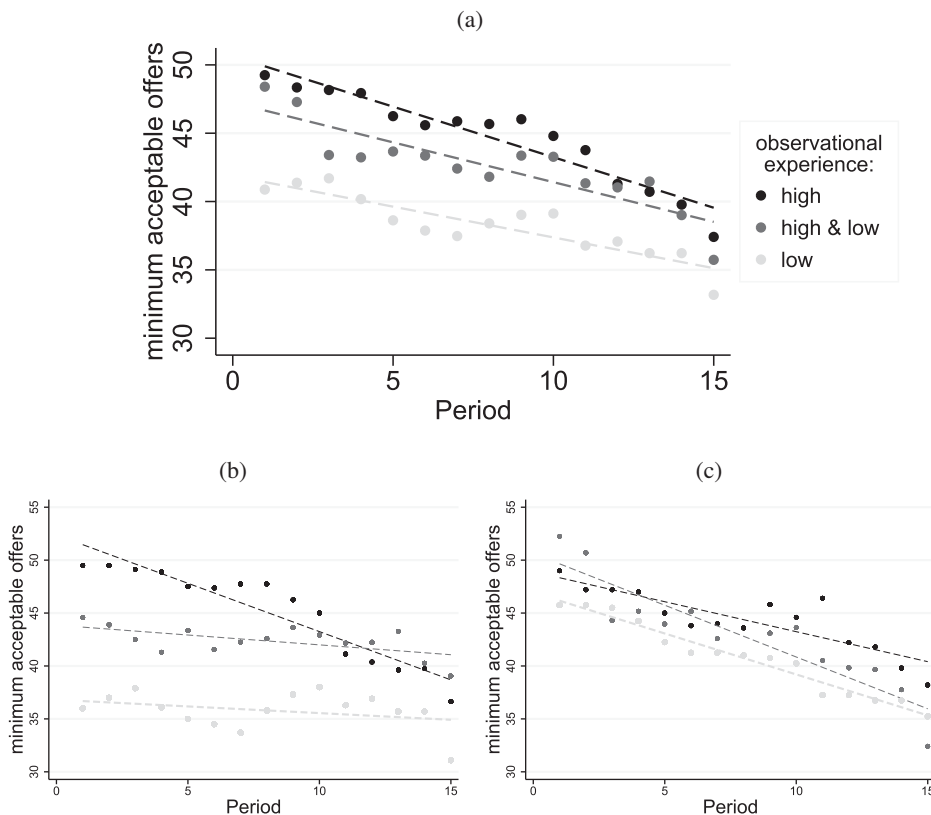 (a)
minimum acceptable offers
50
45
40
35
30
0 5 10 15
Period
observational
experience:
high
high & low
low
(b)
minimum acceptable offers
55
50
45
40
35
30
0 5 10 15
Period
(c)
minimum acceptable offers
55
50
45
40
35
30
0 5 10 15
Period